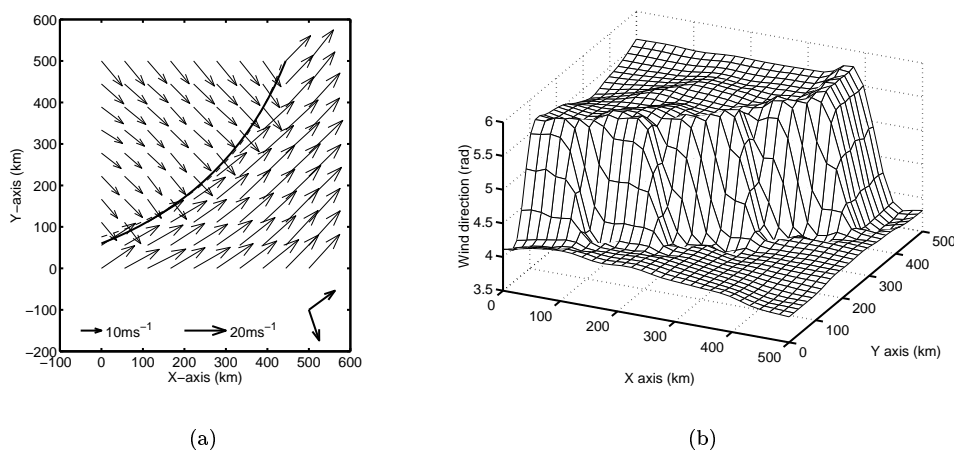 600
500
400
300
200
100
0
−100
−200
Y−axis (km)
10ms−1
20ms−1
−100 0 100 200 300 400 500 600
X−axis (km)
(a)
6
5.5
5
4.5
4
3.5
Wind direction (rad)
0 100 200 300 400 500
X axis (km)
0 100 200 300 400 500
Y axis (km)
(b)